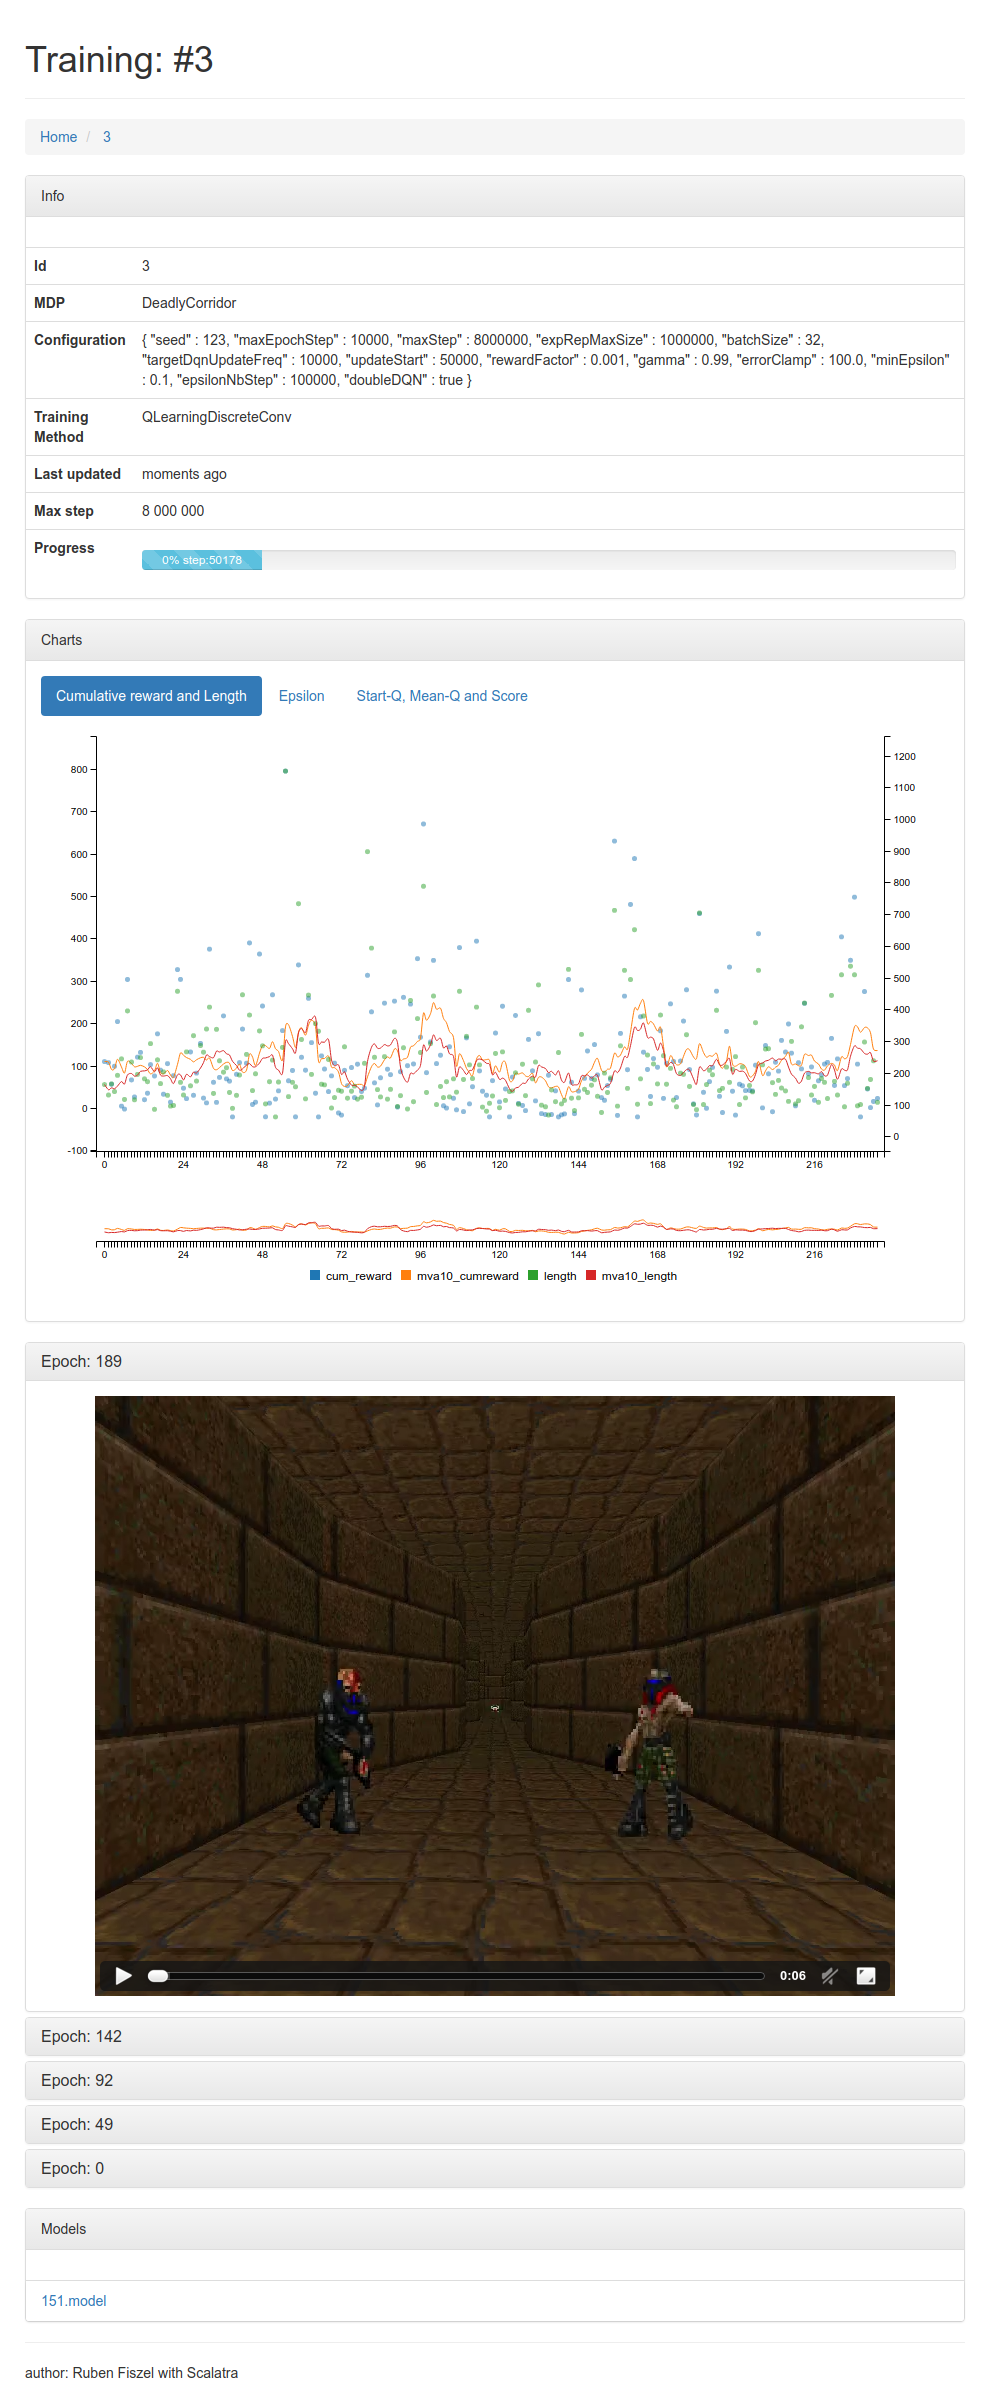 Training: #3
Home / 3
Info
Id 3
MDP DeadlyCorridor
Configuration { "seed" : 123, "maxEpochStep" : 10000, "maxStep" : 8000000, "expRepMaxSize" : 1000000, "batchSize" : 32,
"targetDqnUpdateFreq" : 10000, "updateStart" : 50000, "rewardFactor" : 0.001, "gamma" : 0.99, "errorClamp" : 100.0, "minEpsilon"
: 0.1, "epsilonNbStep" : 100000, "doubleDQN" : true }
Training QLearningDiscreteConv
Method
Last updated moments ago
Max step 8 000 000
Progress 0% step:50178
Charts
Cumulative reward and Length Epsilon Start-Q, Mean-Q and Score
800
700
600
500
400
300
200
100
0
-100
1200
1100
1000
900
800
700
600
500
400
300
200
100
0
0 24 48 72 96 120 144 168 192 216
0 24 48 72 96 120 144 168 192 216
cum_reward mva10_cumreward length mva10_length
Epoch: 189
0:06
Epoch: 142
Epoch: 92
Epoch: 49
Epoch: 0
Models
151.model
author: Ruben Fiszel with Scalatra